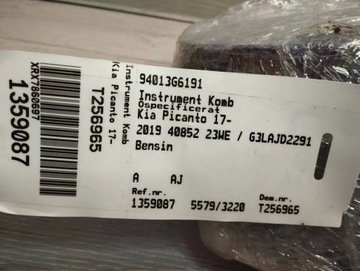 94013G6191
Instrument Komb
Ospecificerat
Kia Picanto 17-
2019 40852 23WE / G3LAJD2291
Bensin
A AJ
Ref.nr. Dem.nr.
1359087 5579/3220 T256965
Instrument Komb
Kia Picanto 17-
T256965
XRX7860697
1359087